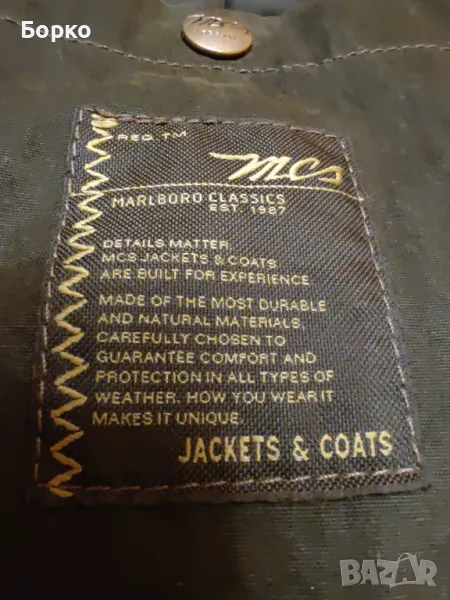 Борко
MCS
REG. TM
mcs
MARLBORO CLASSICS
EST. 1987
DETAILS MATTER.
MCS JACKETS & COATS
ARE BUILT FOR EXPERIENCE
MADE OF THE MOST DURABLE
AND NATURAL MATERIALS.
CAREFULLY CHOSEN TO
GUARANTEE COMFORT AND
PROTECTION IN ALL TYPES OF
WEATHER. HOW YOU WEAR IT
MAKES IT UNIQUE.
JACKETS & COATS
BAZAR